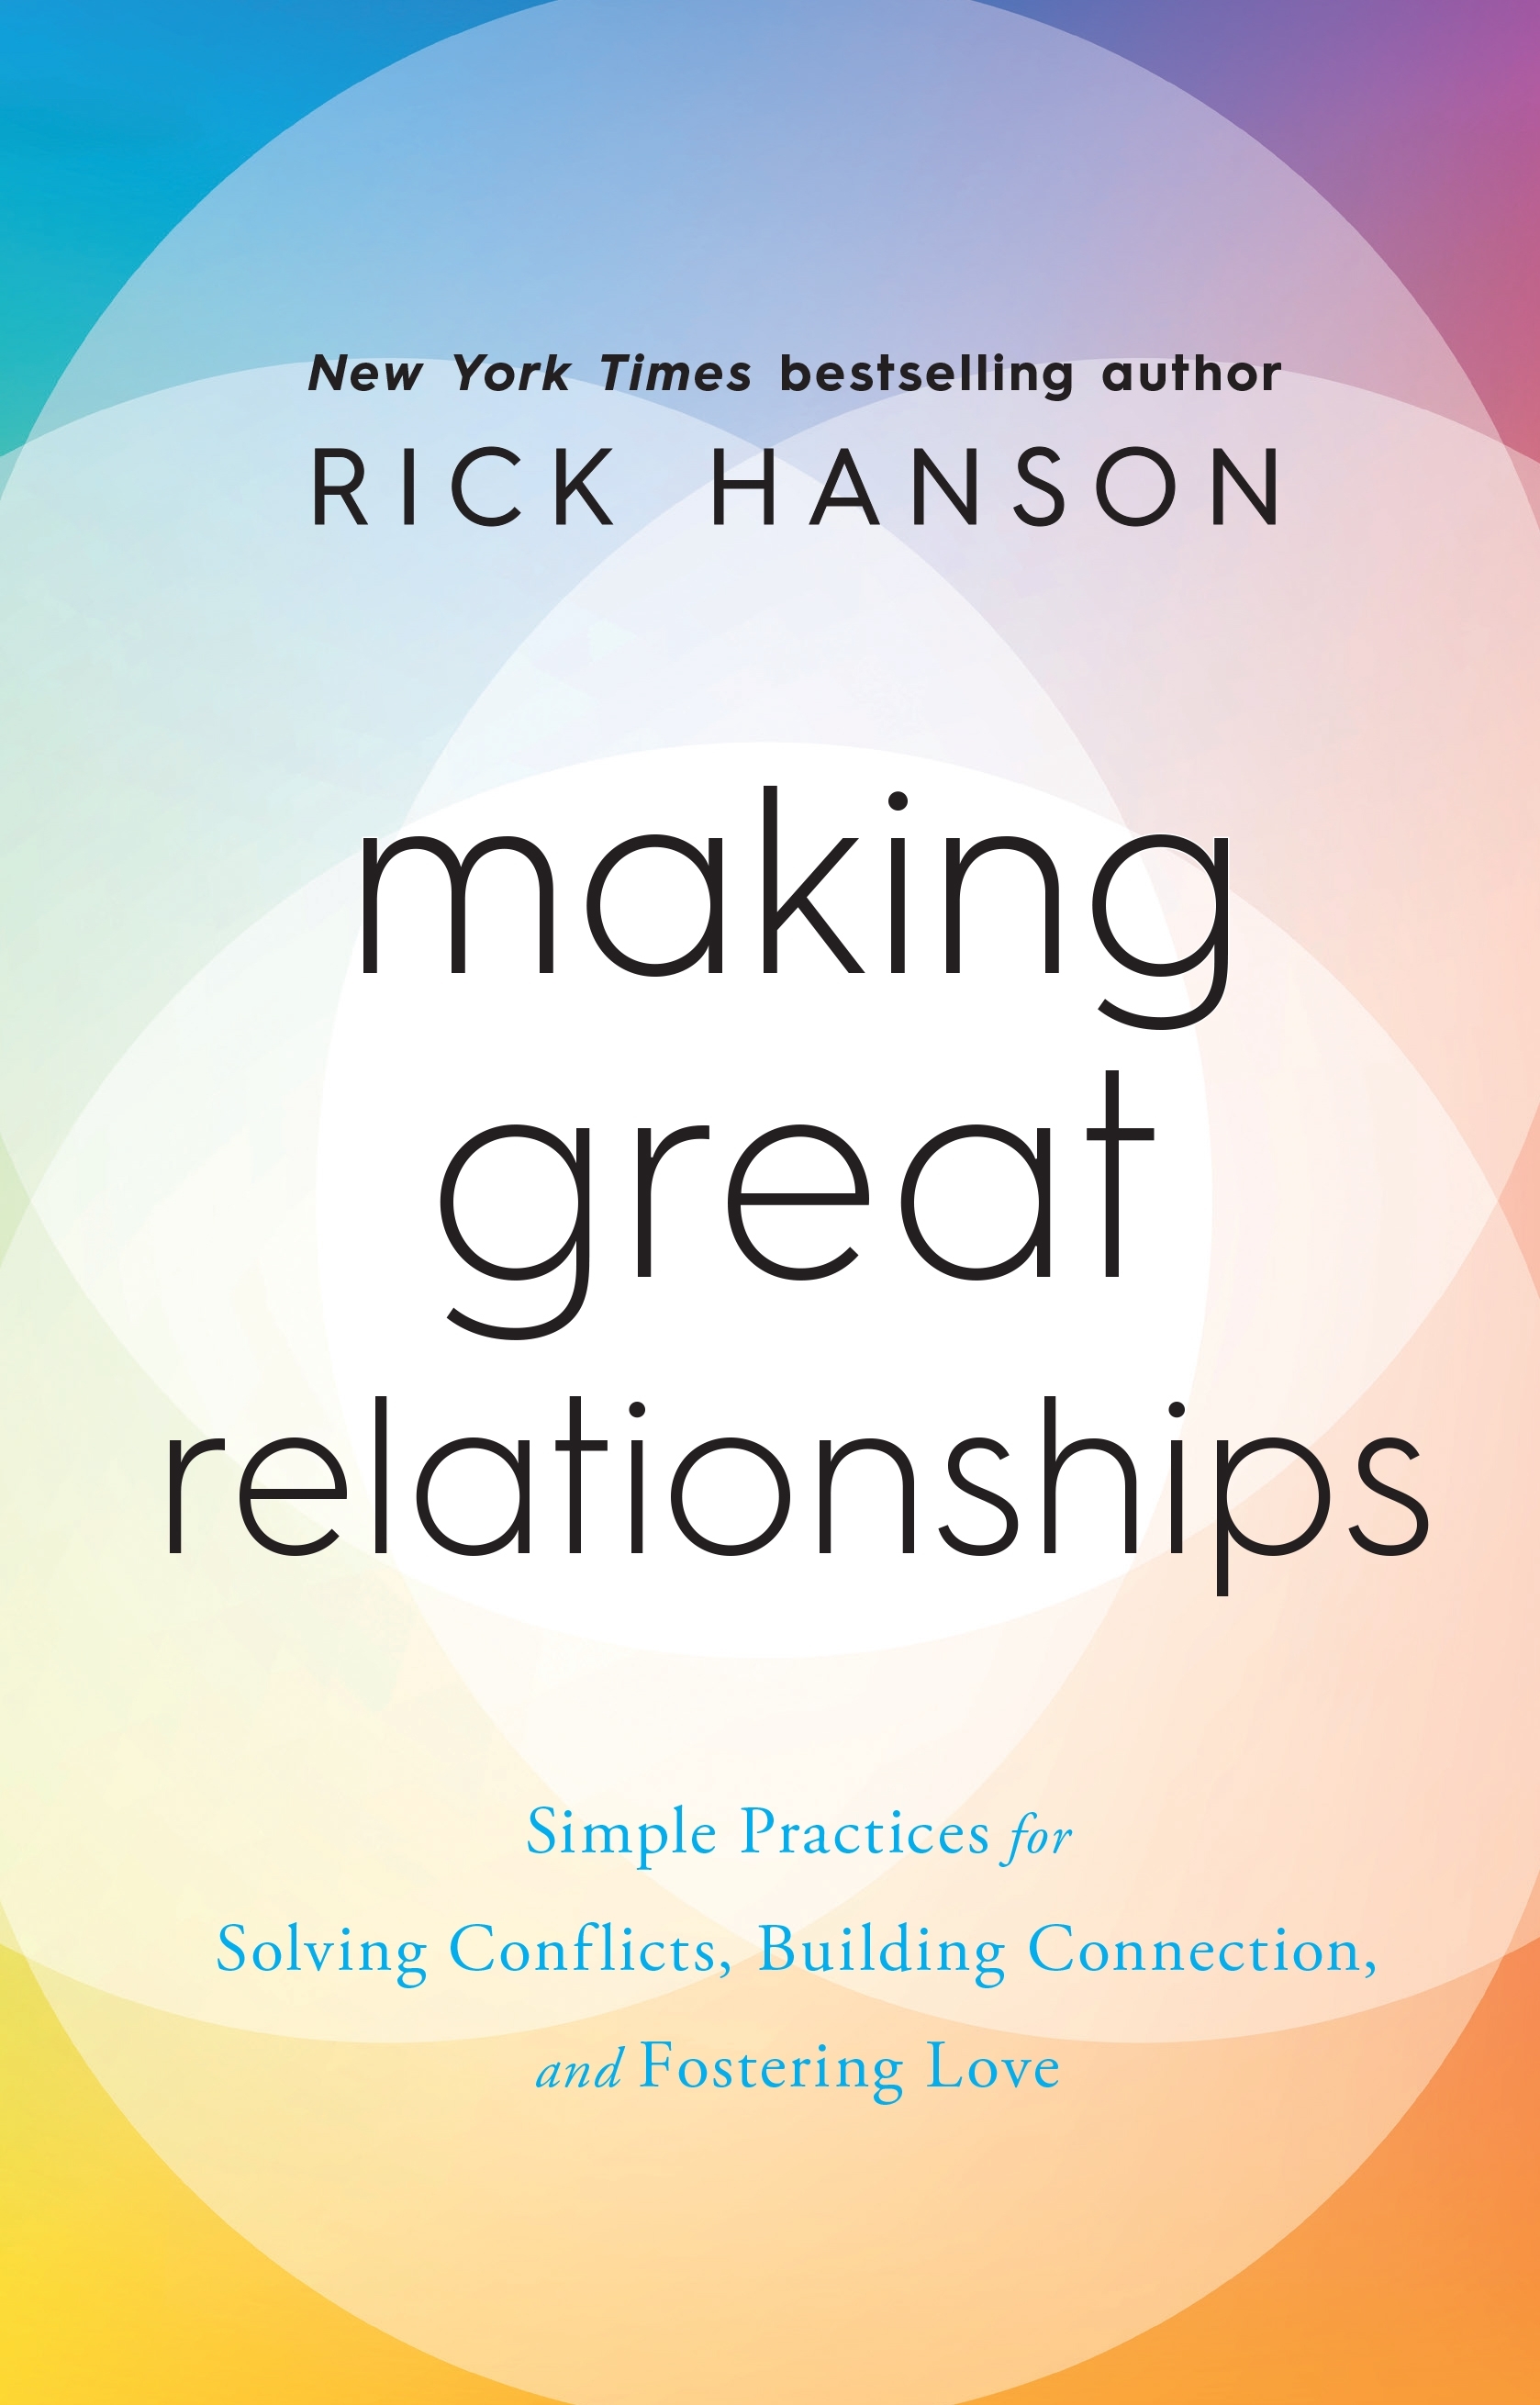 New York Times bestselling author
RICK HANSON
making
great
relationships
Simple Practices for
Solving Conflicts, Building Connection,
and Fostering Love